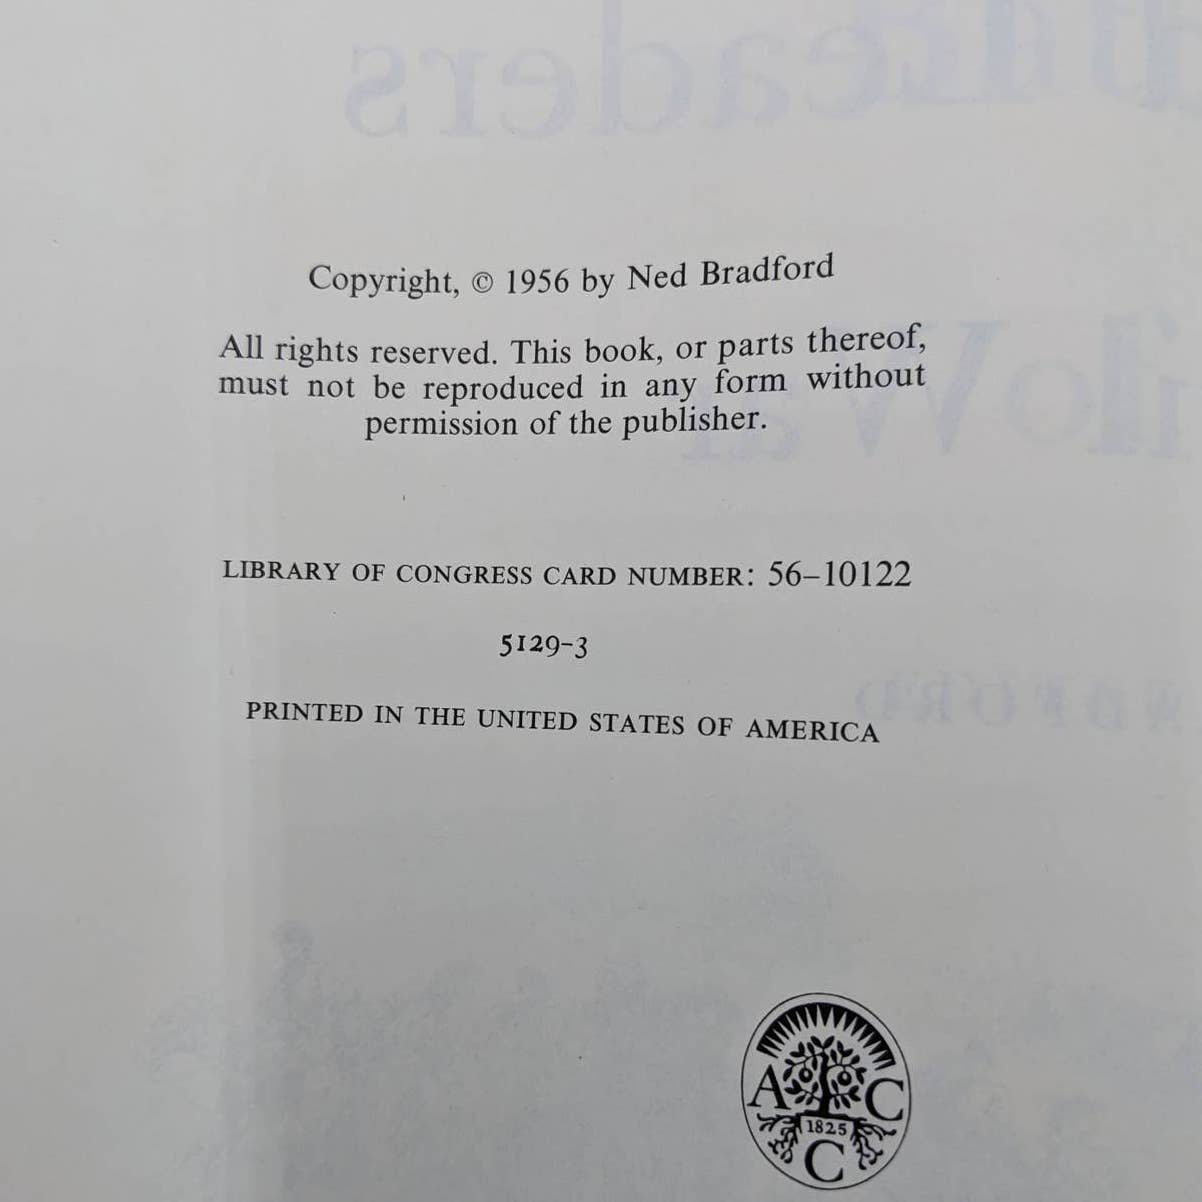 Copyright, © 1956 by Ned Bradford
All rights reserved. This book, or parts thereof,
must not be reproduced in any form without
permission of the publisher.
LIBRARY OF CONGRESS CARD NUMBER: 56–10122
5129–3
PRINTED IN THE UNITED STATES OF AMERICA
A C
1825
C